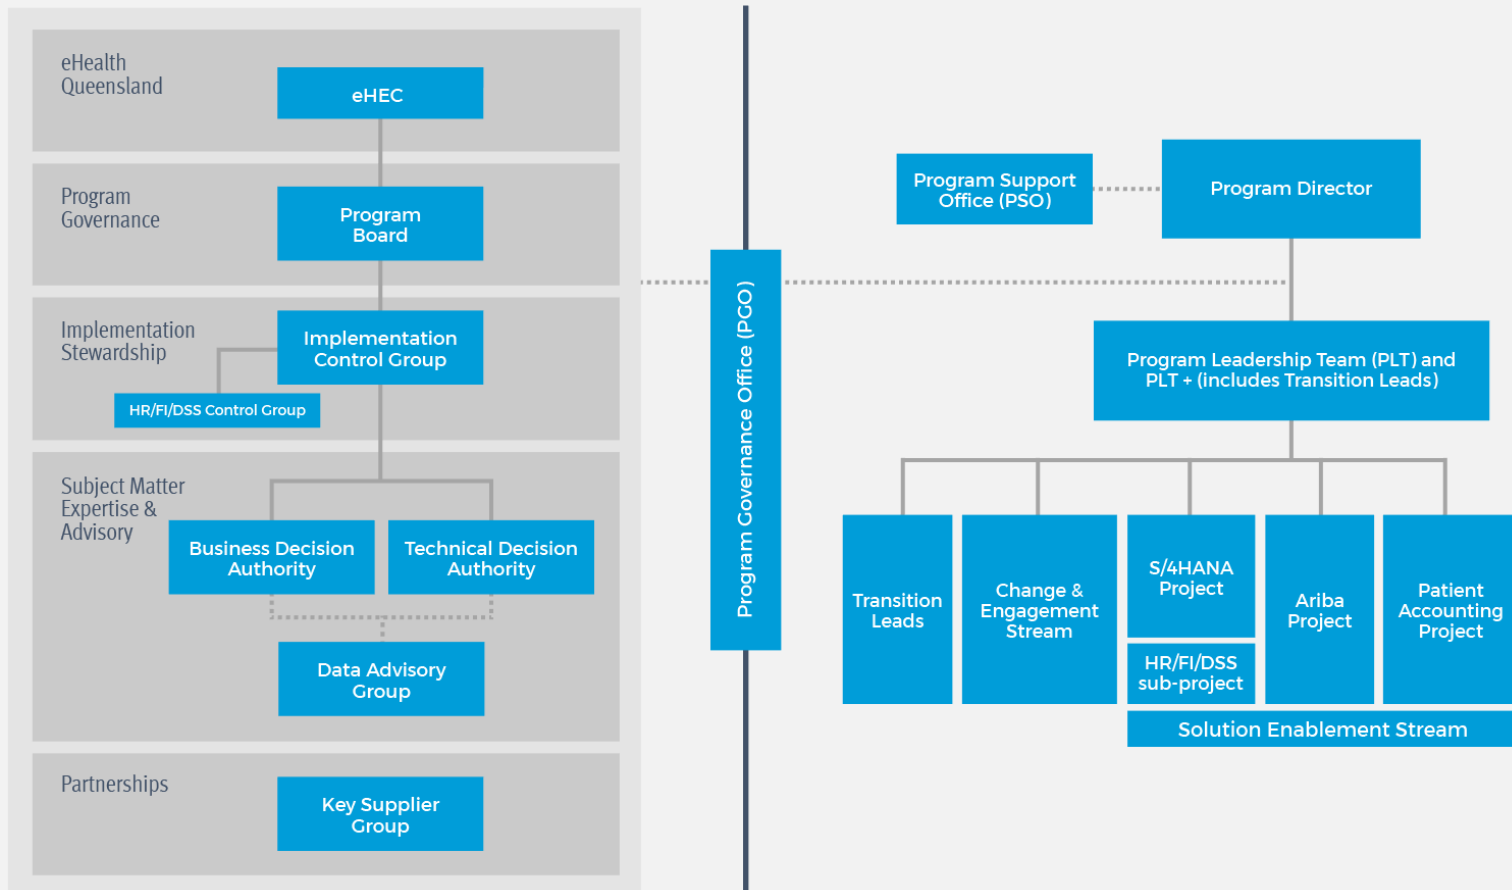 eHealth
Queensland
eHEC
Program
Governance
Program
Board
Implementation
Stewardship
Implementation
Control Group
HR/FI/DSS Control Group
Subject Matter
Expertise &
Advisory
Business Decision
Authority
Technical Decision
Authority
Data Advisory
Group
Partnerships
Key Supplier
Group
Program Governance Office (PGO)
Program Support
Office (PSO)
Program Director
Program Leadership Team (PLT) and
PLT + (includes Transition Leads)
Transition
Leads
Change &
Engagement
Stream
S/4HANA
Project
HR/FI/DSS
sub-project
Ariba
Project
Patient
Accounting
Project
Solution Enablement Stream